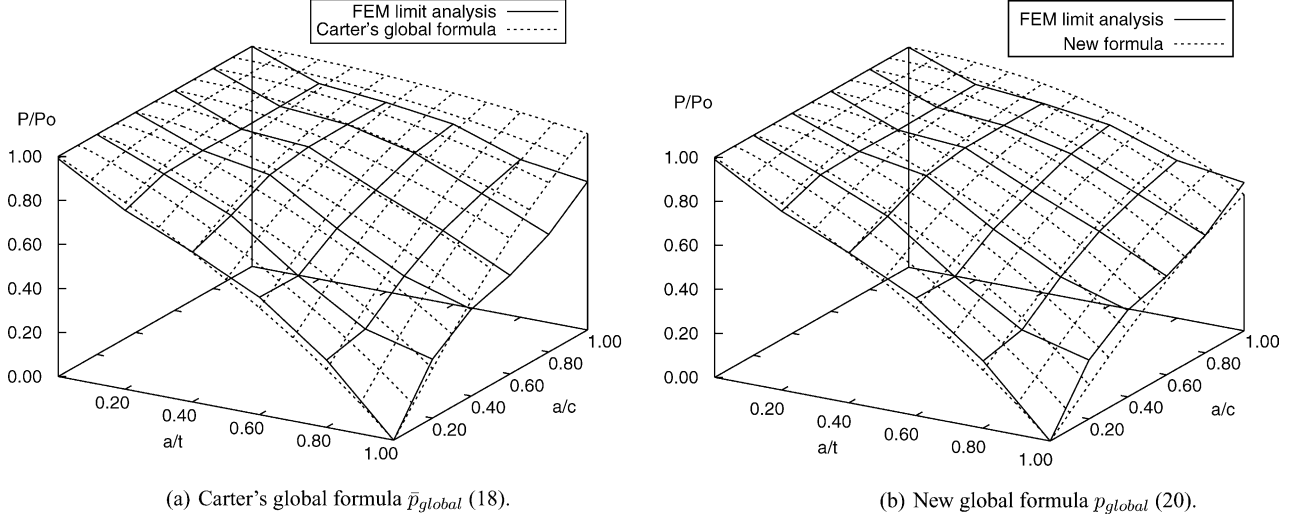 FEM limit analysis
Carter's global formula
P/Po
1.00
0.80
0.60
0.40
0.20
0.00
0.20
0.40
0.60
0.80
1.00
a/t
0.20
0.40
0.60
0.80
1.00
a/c
(a) Carter's global formula p̄global (18).
FEM limit analysis
New formula
P/Po
1.00
0.80
0.60
0.40
0.20
0.00
0.20
0.40
0.60
0.80
1.00
a/t
0.20
0.40
0.60
0.80
1.00
a/c
(b) New global formula pglobal (20).